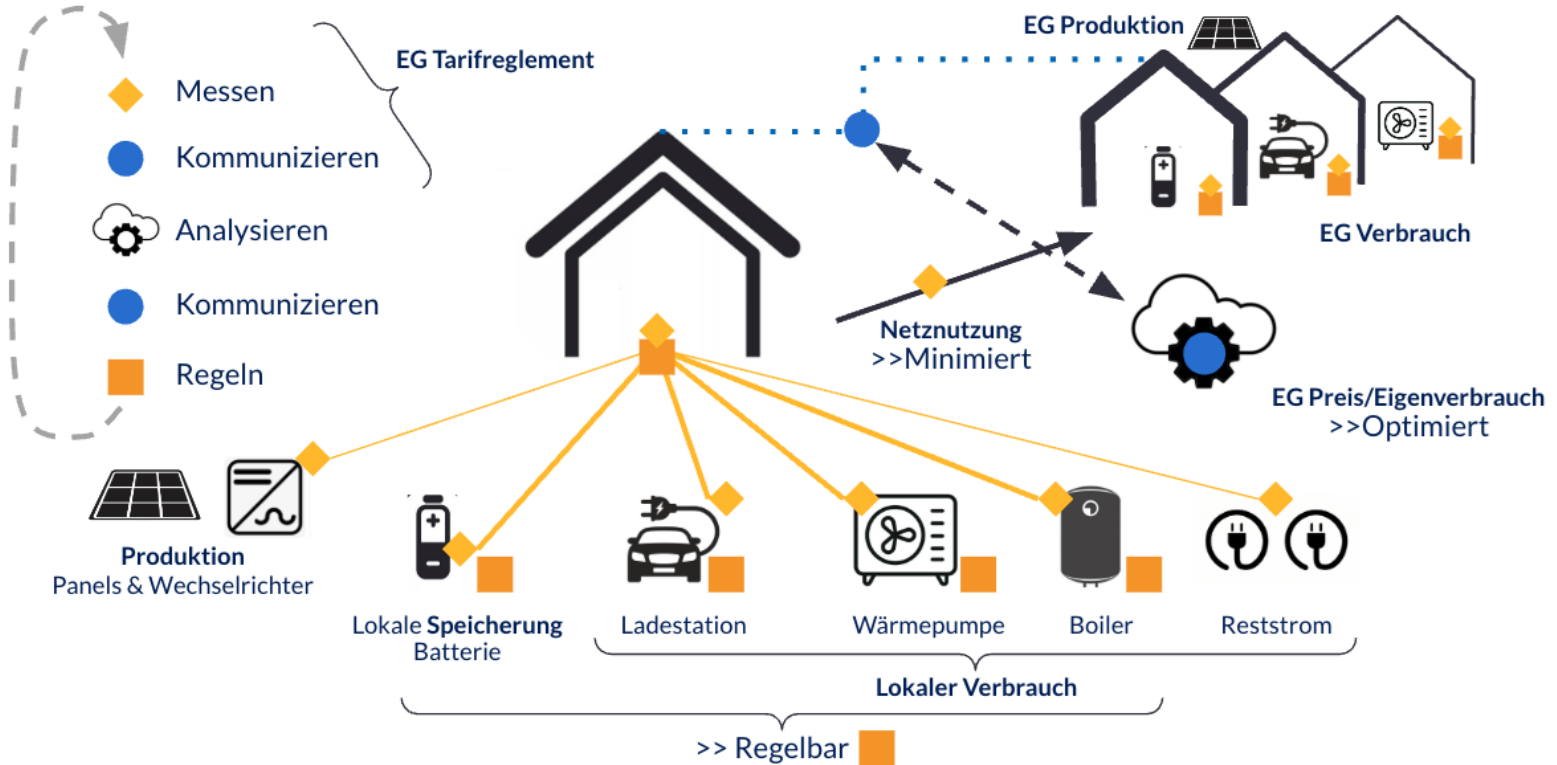 EG Tarifreglement
Messen
Kommunizieren
Analysieren
Kommunizieren
Regeln
EG Produktion
EG Verbrauch
Netznutzung
>>Minimiert
EG Preis/Eigenverbrauch
>>Optimiert
Produktion
Panels & Wechselrichter
Lokale Speicherung
Batterie
Ladestation
Wärmepumpe
Boiler
Reststrom
Lokaler Verbrauch
>> Regelbar